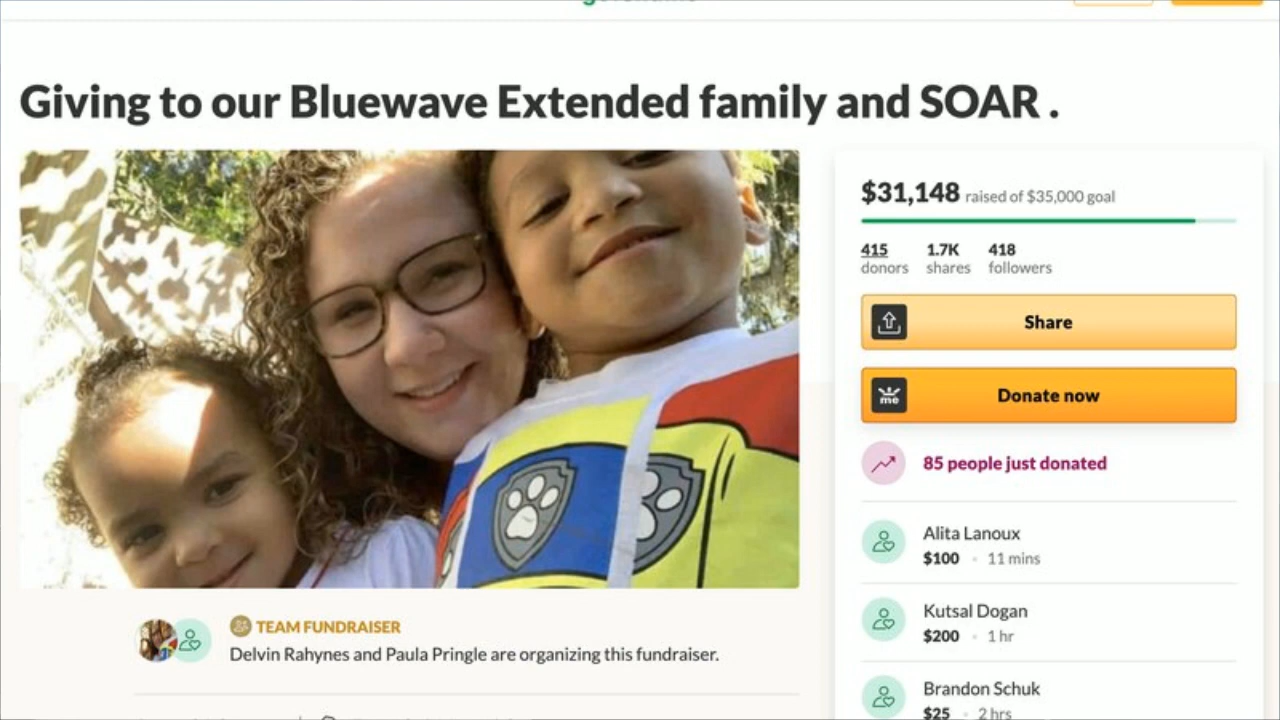 Giving to our Bluewave Extended family and SOAR .
$31,148 raised of $35,000 goal
415 1.7K 418
donors shares followers
Share
me Donate now
85 people just donated
Alita Lanoux
$100 • 11 mins
Kutsal Dogan
$200 • 1 hr
Brandon Schuk
$25 • 2 hrs
TEAM FUNDRAISER
Delvin Rahynes and Paula Pringle are organizing this fundraiser.